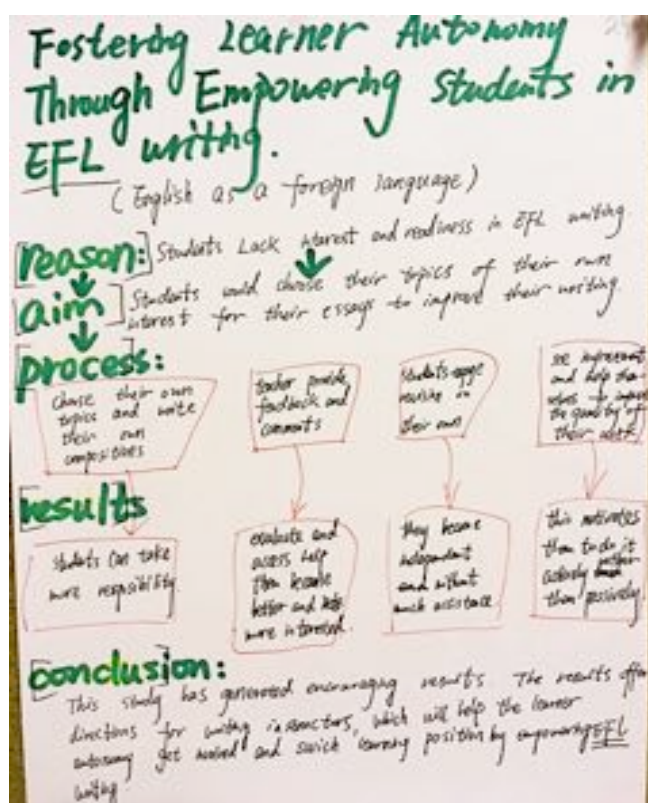 Fostering Learner Autonomy
Through Empowering Students in
EFL writing.
(English as a foreign language)
reason: Students Lack interest and readiness in EFL writing.
aim Students would choose their topics of their own
interest for their essays to improve their writing.
process:
Choose their own
topics and write
their own
compositions
teacher provide
feedback and
comments
Students engage
revising in
their own
see improvement
and help them
selves to improve
the quality of
their work
results
students can take
more responsibility
evaluate and
assess help
them become
better and
more interested.
they become
independent
and without
much assistance.
this motivates
them to do it
actively rather
than passively.
conclusion:
This study has generated encouraging results. The results offer
directions for writing instructors, which will help the learner
autonomy get and learning position by empowering EFL
writing